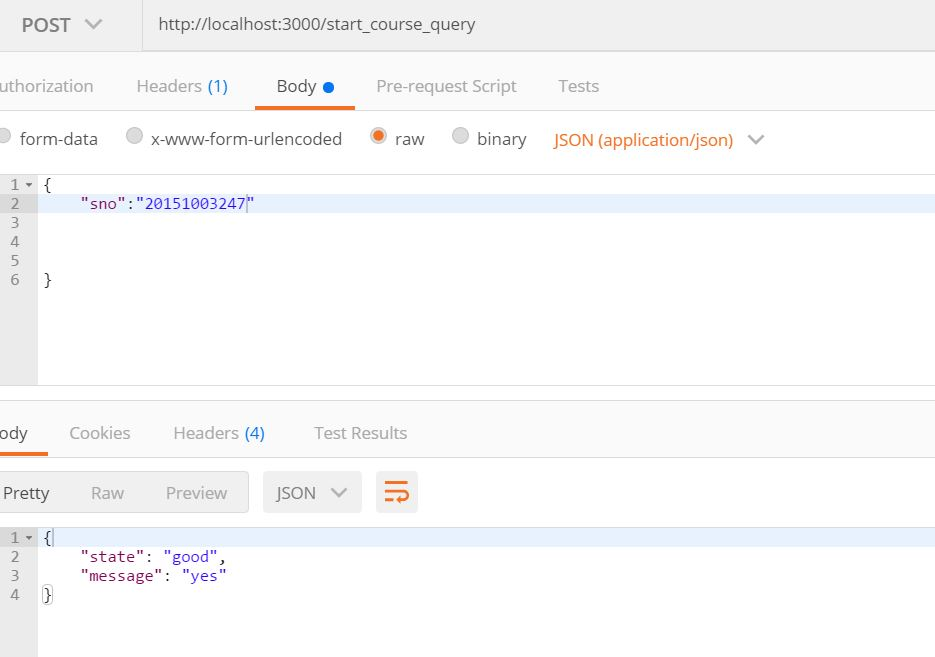 POST http://localhost:3000/start_course_query
uthorization Headers (1) Body Pre-request Script Tests
form-data x-www-form-urlencoded raw binary JSON (application/json)
1 {
2 "sno":"20151003247"
3
4
5
6 }
ody Cookies Headers (4) Test Results
Pretty Raw Preview JSON
1 {
2 "state": "good",
3 "message": "yes"
4 }